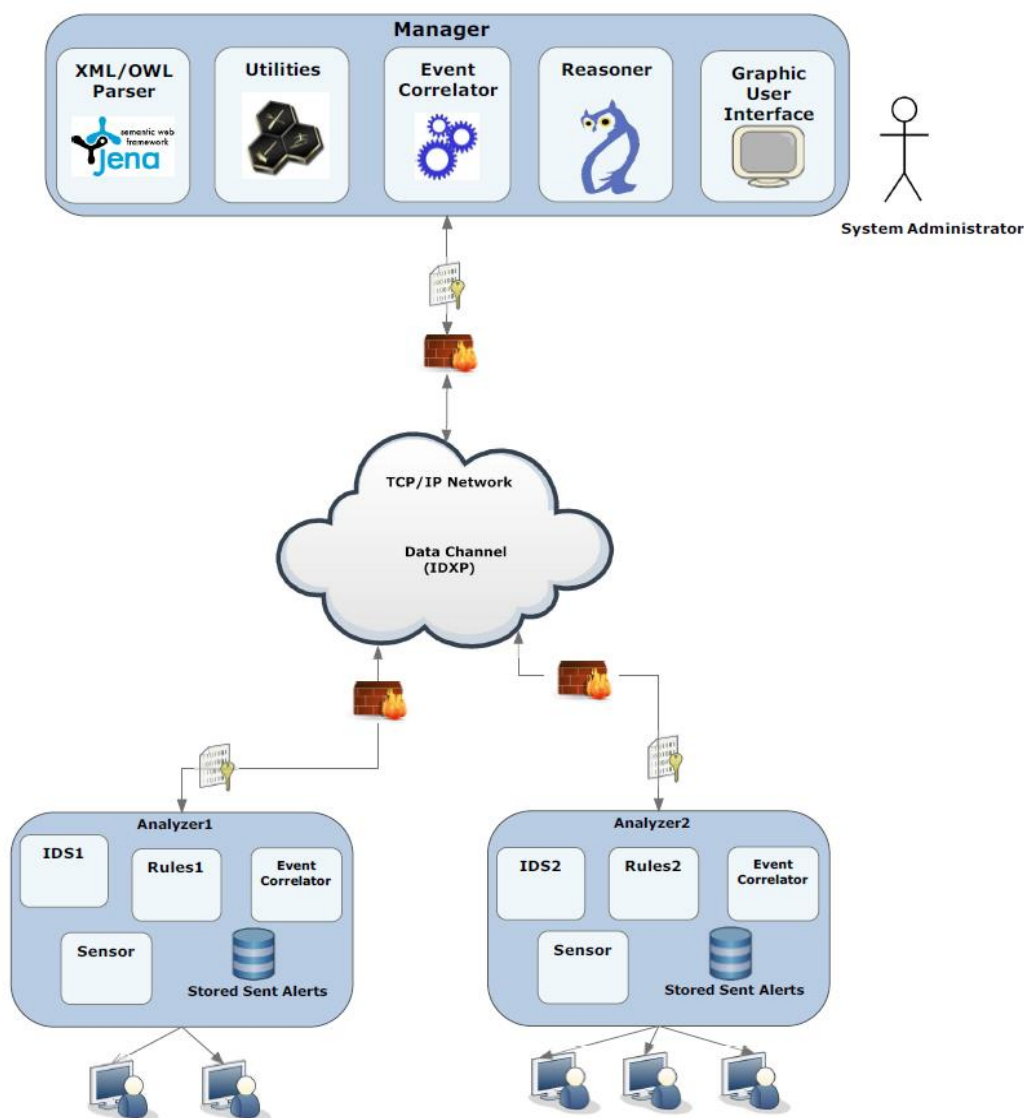 Manager
XML/OWL
Parser
semantic web
framework
Jena
Utilities
Event
Correlator
Reasoner
Graphic
User
Interface
System Administrator
TCP/IP Network
Data Channel
(IDXP)
Analyzer1
IDS1
Rules1
Event
Correlator
Sensor
Stored Sent Alerts
Analyzer2
IDS2
Rules2
Event
Correlator
Sensor
Stored Sent Alerts